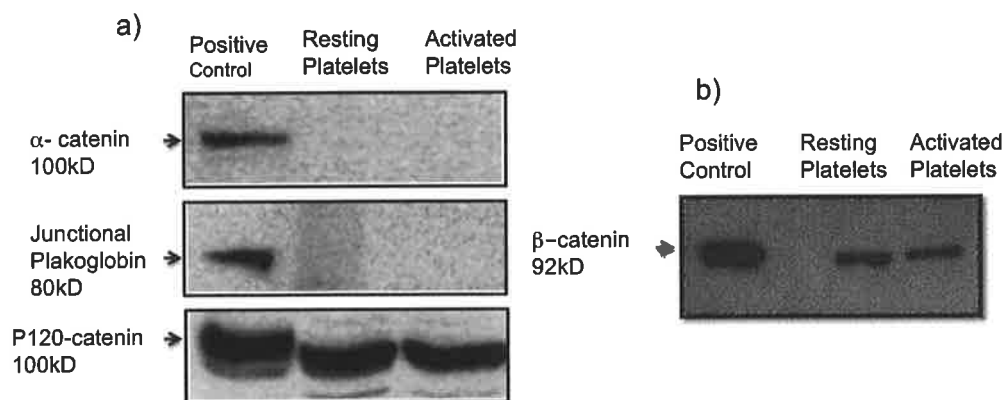 a)
Positive
Control
Resting
Platelets
Activated
Platelets
α- catenin
100kD
Junctional
Plakoglobin
80kD
P120-catenin
100kD
b)
Positive
Control
Resting
Platelets
Activated
Platelets
β–catenin
92kD